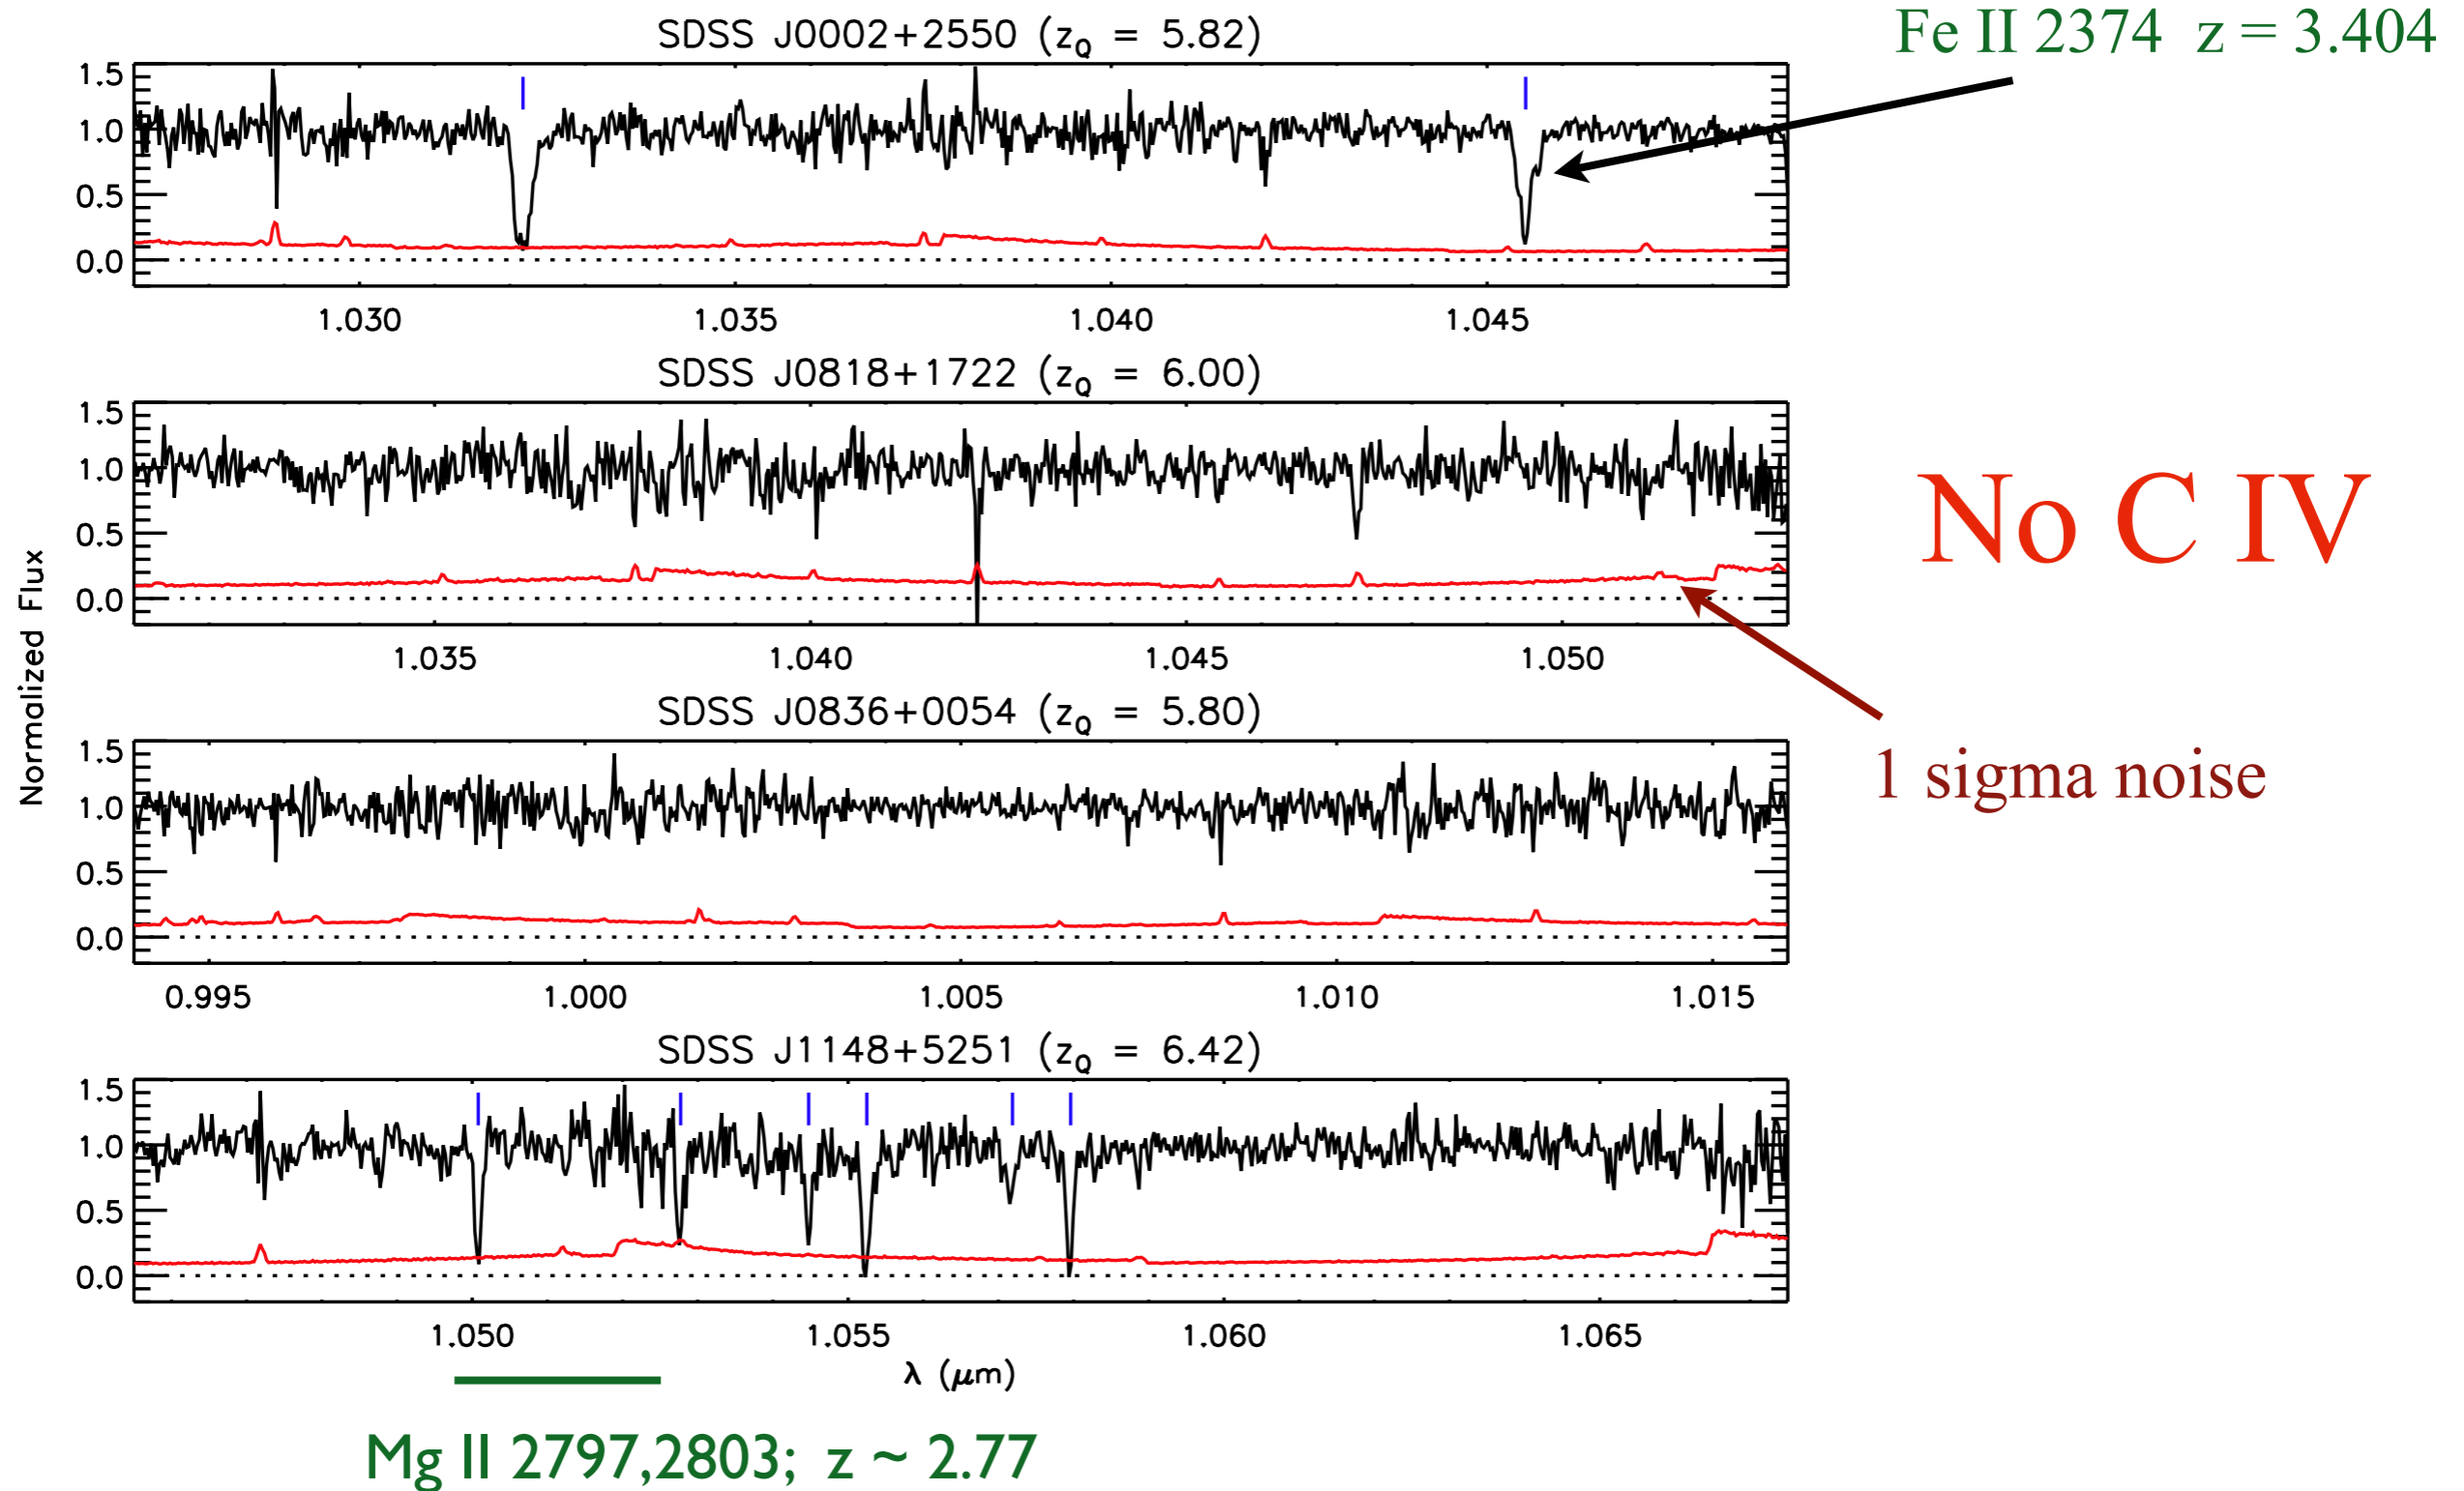 SDSS J0002+2550 (zQ = 5.82)
Fe II 2374 z = 3.404
1.5
1.0
0.5
0.0
1.030 1.035 1.040 1.045
SDSS J0818+1722 (zQ = 6.00)
1.5
1.0
0.5
0.0
No C IV
1.035 1.040 1.045 1.050
Normalized Flux
SDSS J0836+0054 (zQ = 5.80)
1 sigma noise
1.5
1.0
0.5
0.0
0.995 1.000 1.005 1.010 1.015
SDSS J1148+5251 (zQ = 6.42)
1.5
1.0
0.5
0.0
1.050 1.055 1.060 1.065
λ (μm)
Mg II 2797,2803; z ~ 2.77